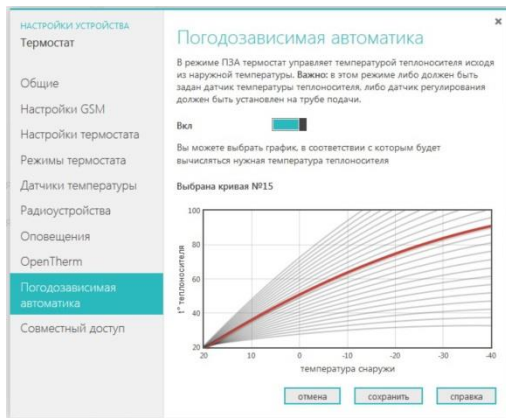 НАСТРОЙКИ УСТРОЙСТВА
Термостат
Общие
Настройки GSM
Настройки термостата
Режимы термостата
Датчики температуры
Радиоустройства
Оповещения
OpenTherm
Погодозависимая
автоматика
Совместный доступ
×
Погодозависимая автоматика
В режиме ПЗА термостат управляет температурой теплоносителя исходя
из наружной температуры. Важно: в этом режиме либо должен быть
задан датчик температуры теплоносителя, либо датчик регулирования
должен быть установлен на трубе подачи.
Вкл
Вы можете выбрать график, в соответствии с которым будет
вычисляться нужная температура теплоносителя
Выбрана кривая №15
t° теплоносителя
100
80
60
40
20
20 10 0 -10 -20 -30 -40
температура снаружи
отмена сохранить справка